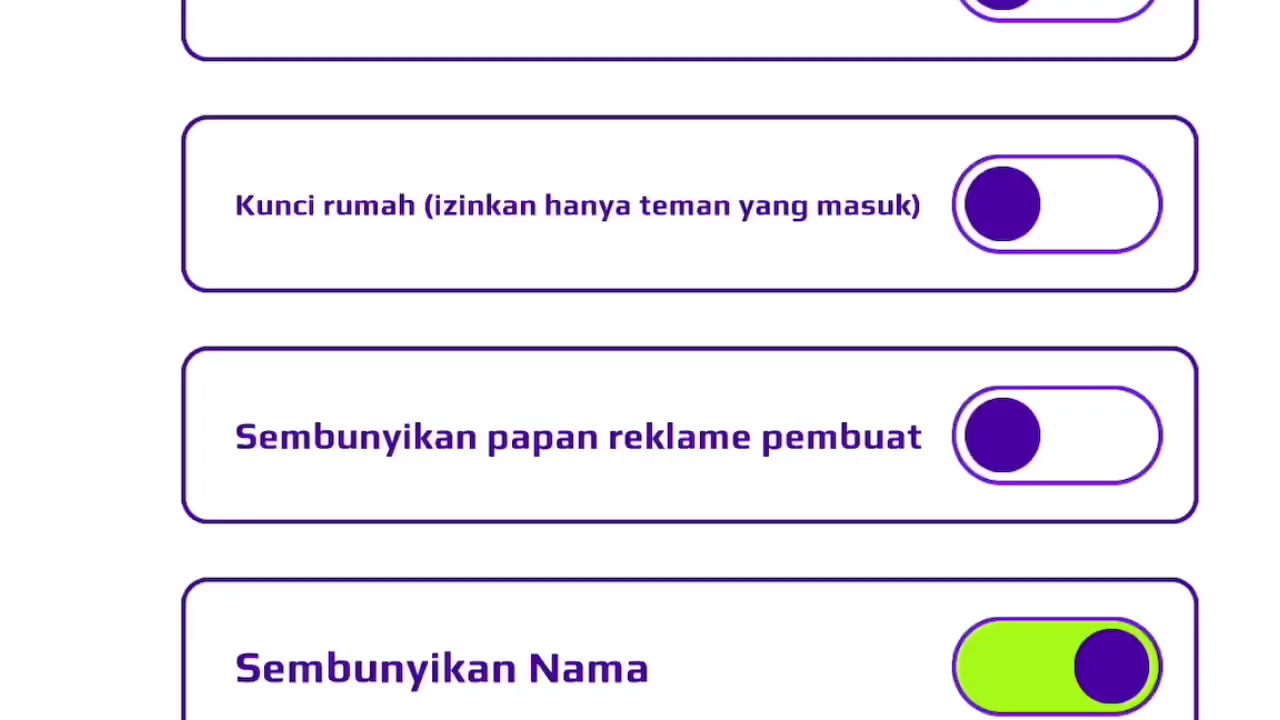 Kunci rumah (izinkan hanya teman yang masuk)
Sembunyikan papan reklame pembuat
Sembunyikan Nama